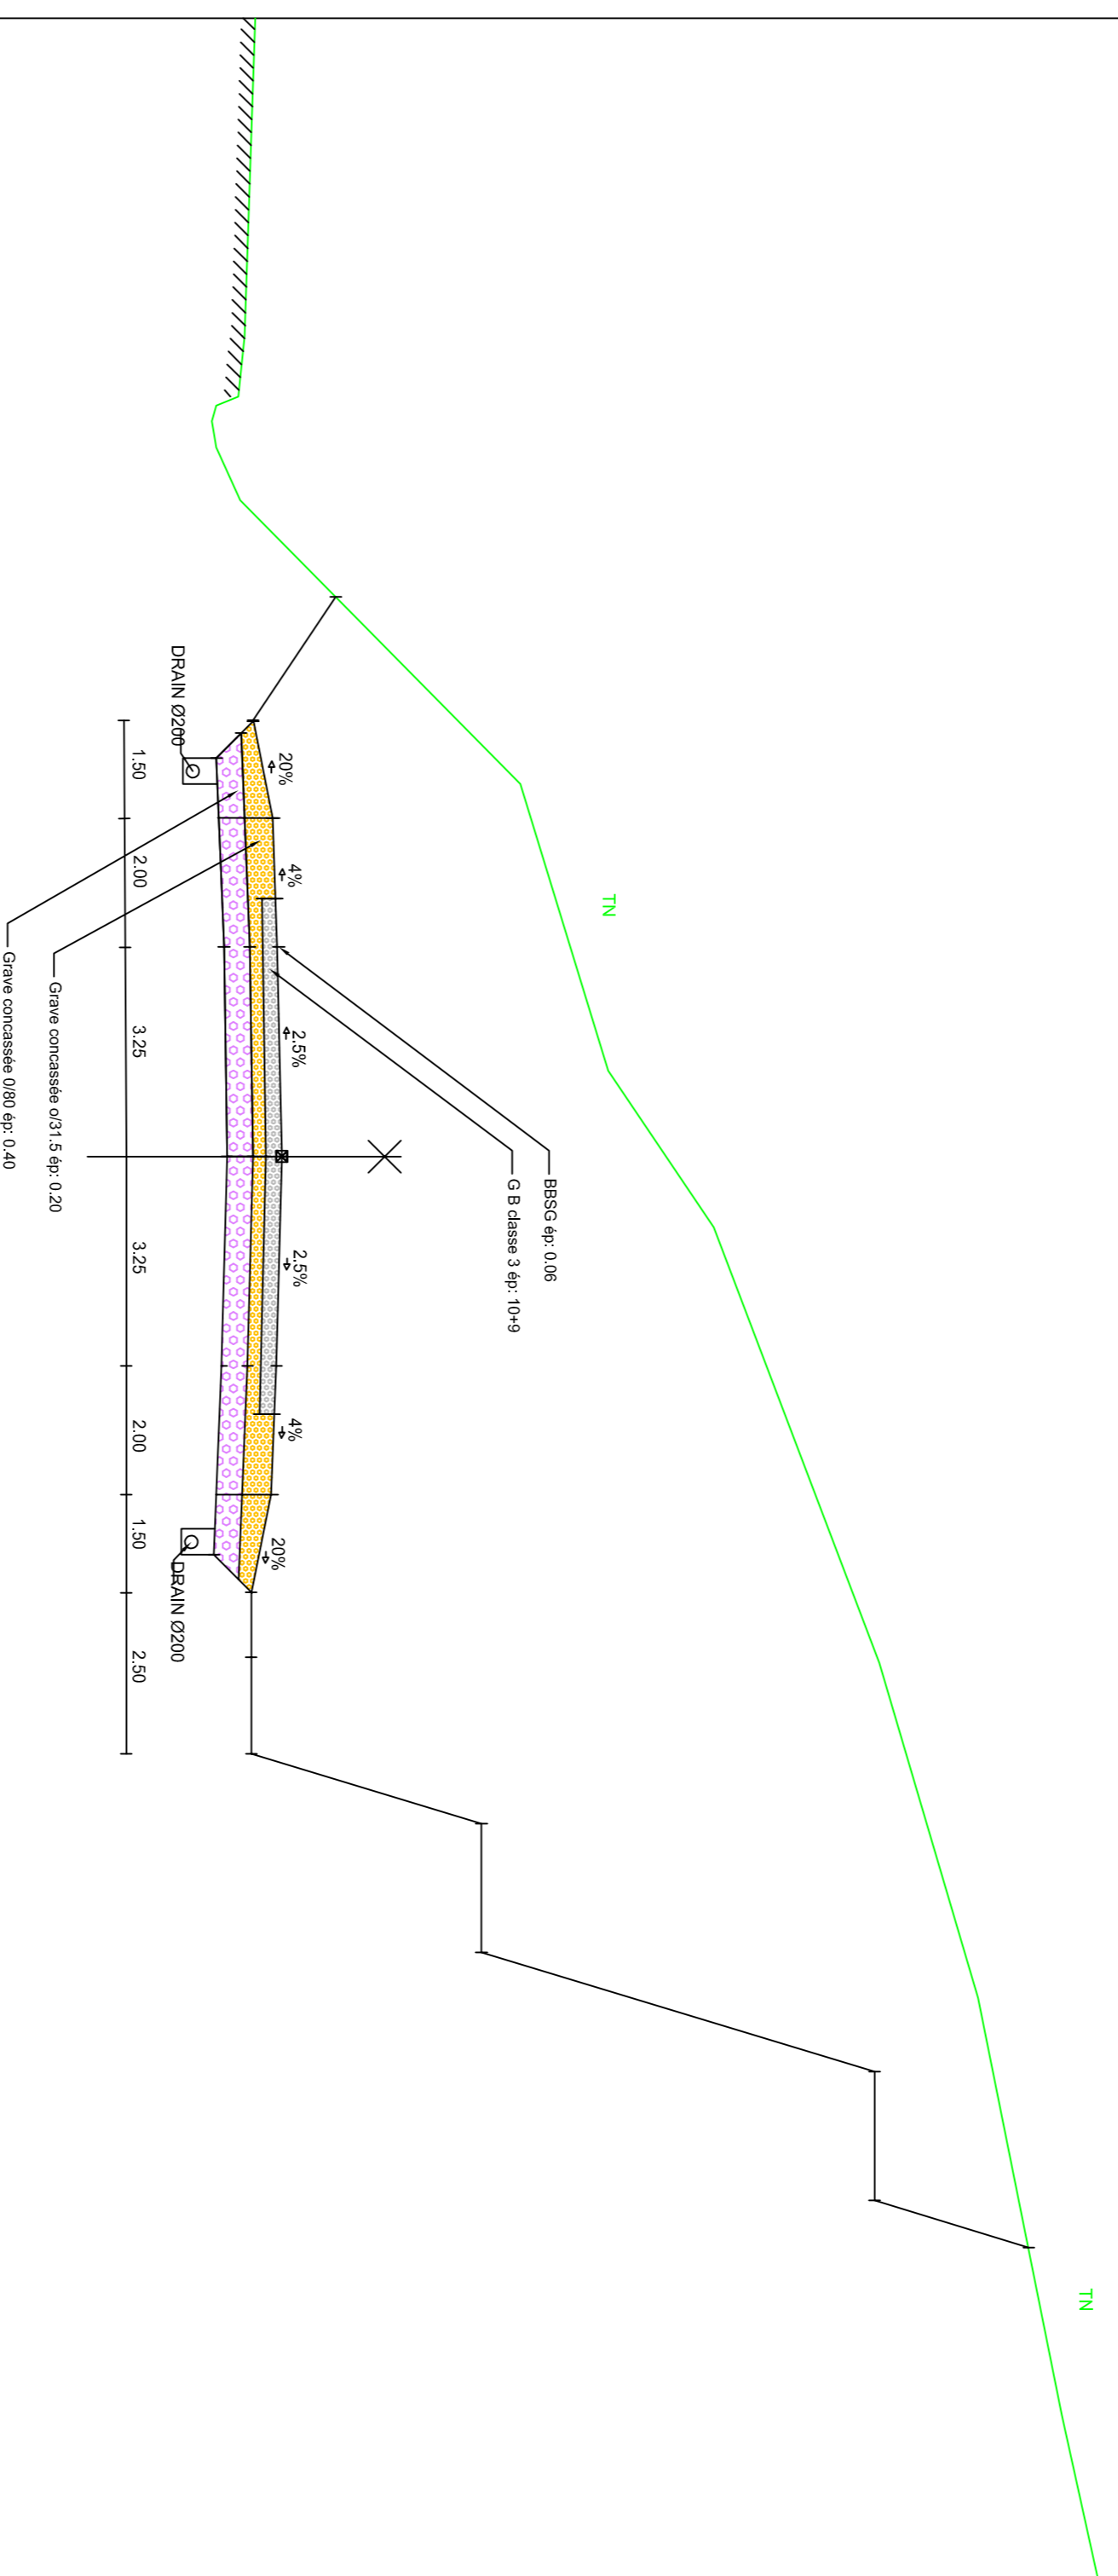 TN
TN
BBSG ép: 0.06
G B classe 3 ép: 10+9
20%
4%
2.5%
2.5%
4%
20%
DRAIN Ø200
DRAIN Ø200
1.50
2.00
3.25
3.25
2.00
1.50
2.50
Grave concassée o/31.5 ép: 0.20
Grave concassée 0/80 ép: 0.40